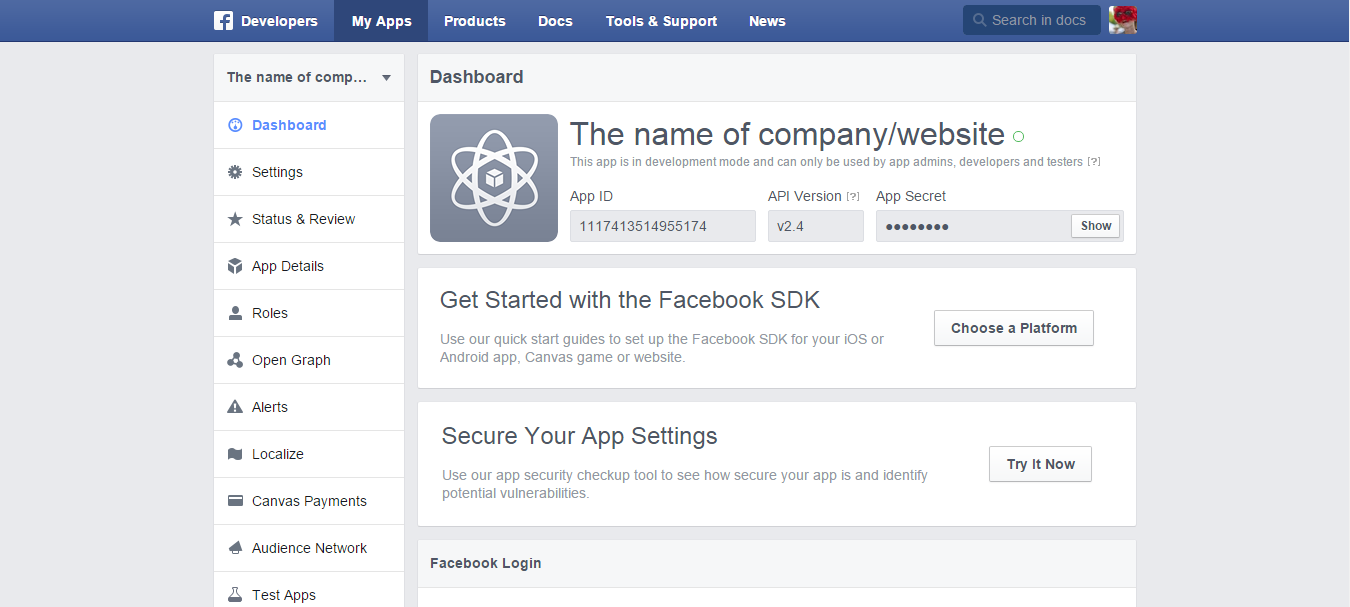 Developers
My Apps
Products
Docs
Tools & Support
News
Search in docs
The name of comp...
Dashboard
Settings
Status & Review
App Details
Roles
Open Graph
Alerts
Localize
Canvas Payments
Audience Network
Test Apps
Dashboard
The name of company/website
This app is in development mode and can only be used by app admins, developers and testers [?]
App ID
1117413514955174
API Version [?]
v2.4
App Secret
●●●●●●●●
Show
Get Started with the Facebook SDK
Use our quick start guides to set up the Facebook SDK for your iOS or
Android app, Canvas game or website.
Choose a Platform
Secure Your App Settings
Use our app security checkup tool to see how secure your app is and identify
potential vulnerabilities.
Try It Now
Facebook Login